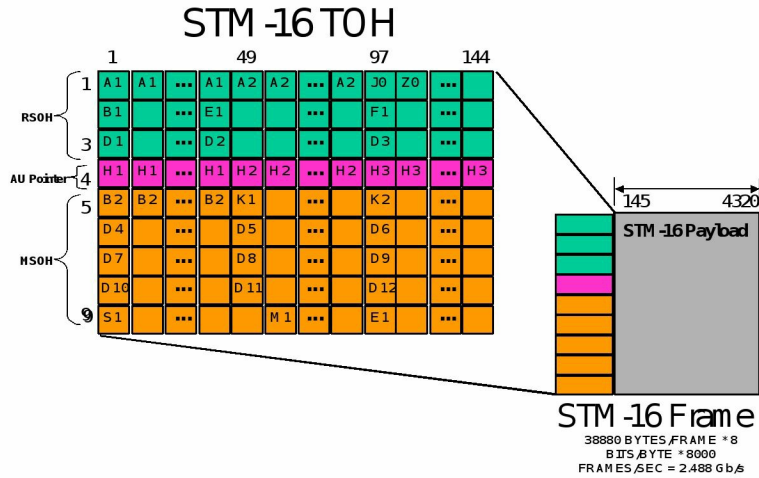 STM-16 TOH
1 49 97 144
1 A1 A1 ... A1 A2 A2 ... A2 J0 Z0 ...
RSOH B1 ... E1 ... F1 ...
3 D1 ... D2 ... D3 ...
AU Pointer 4 H1 H1 ... H1 H2 H2 ... H2 H3 H3 ... H3
5 B2 B2 ... B2 K1 ... K2 ...
D4 ... D5 ... D6 ...
MSOH D7 ... D8 ... D9 ...
D10 ... D11 ... D12 ...
9 S1 ... M1 ... E1 ...
145 4320
STM-16 Payload
STM-16 Frame
38880 BYTES/FRAME *8
BITS/BYTE *8000
FRAMES/SEC = 2.488 Gb/s